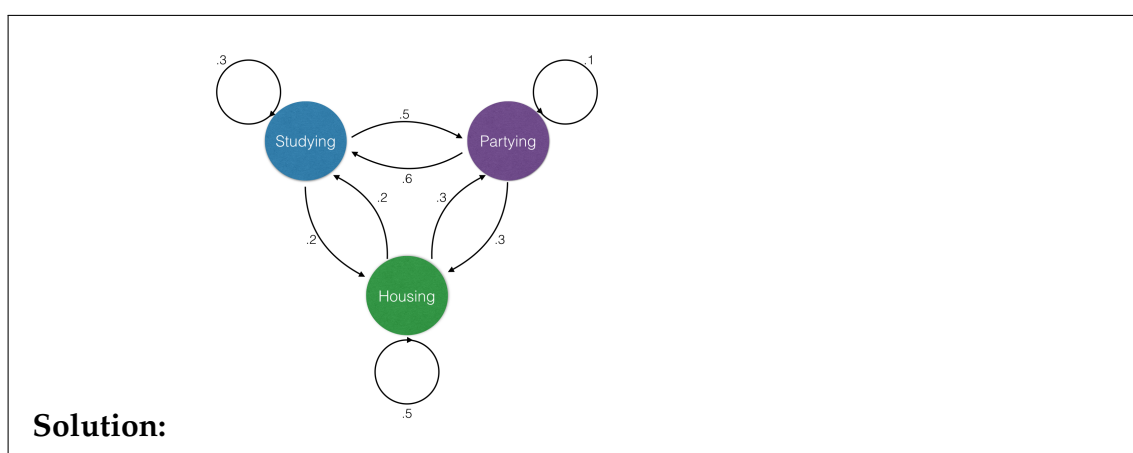 .3
.1
.5
Studying
Partying
.6
.2
.3
.2
.3
Housing
.5
Solution: